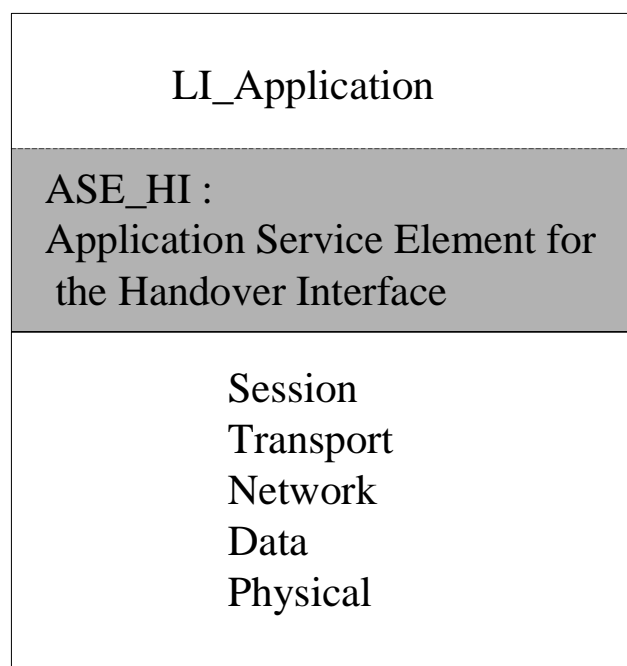 LI_Application
ASE_HI :
Application Service Element for
the Handover Interface
Session
Transport
Network
Data
Physical